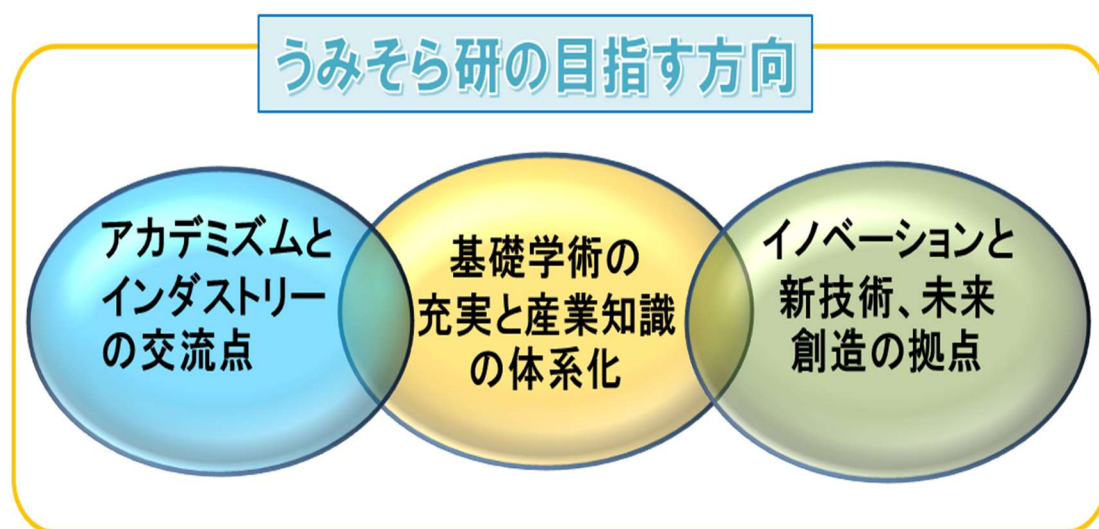 うみそら研の目指す方向
アカデミズムと
インダストリー
の交流点
基礎学術の
充実と産業知識
の体系化
イノベーションと
新技術、未来
創造の拠点